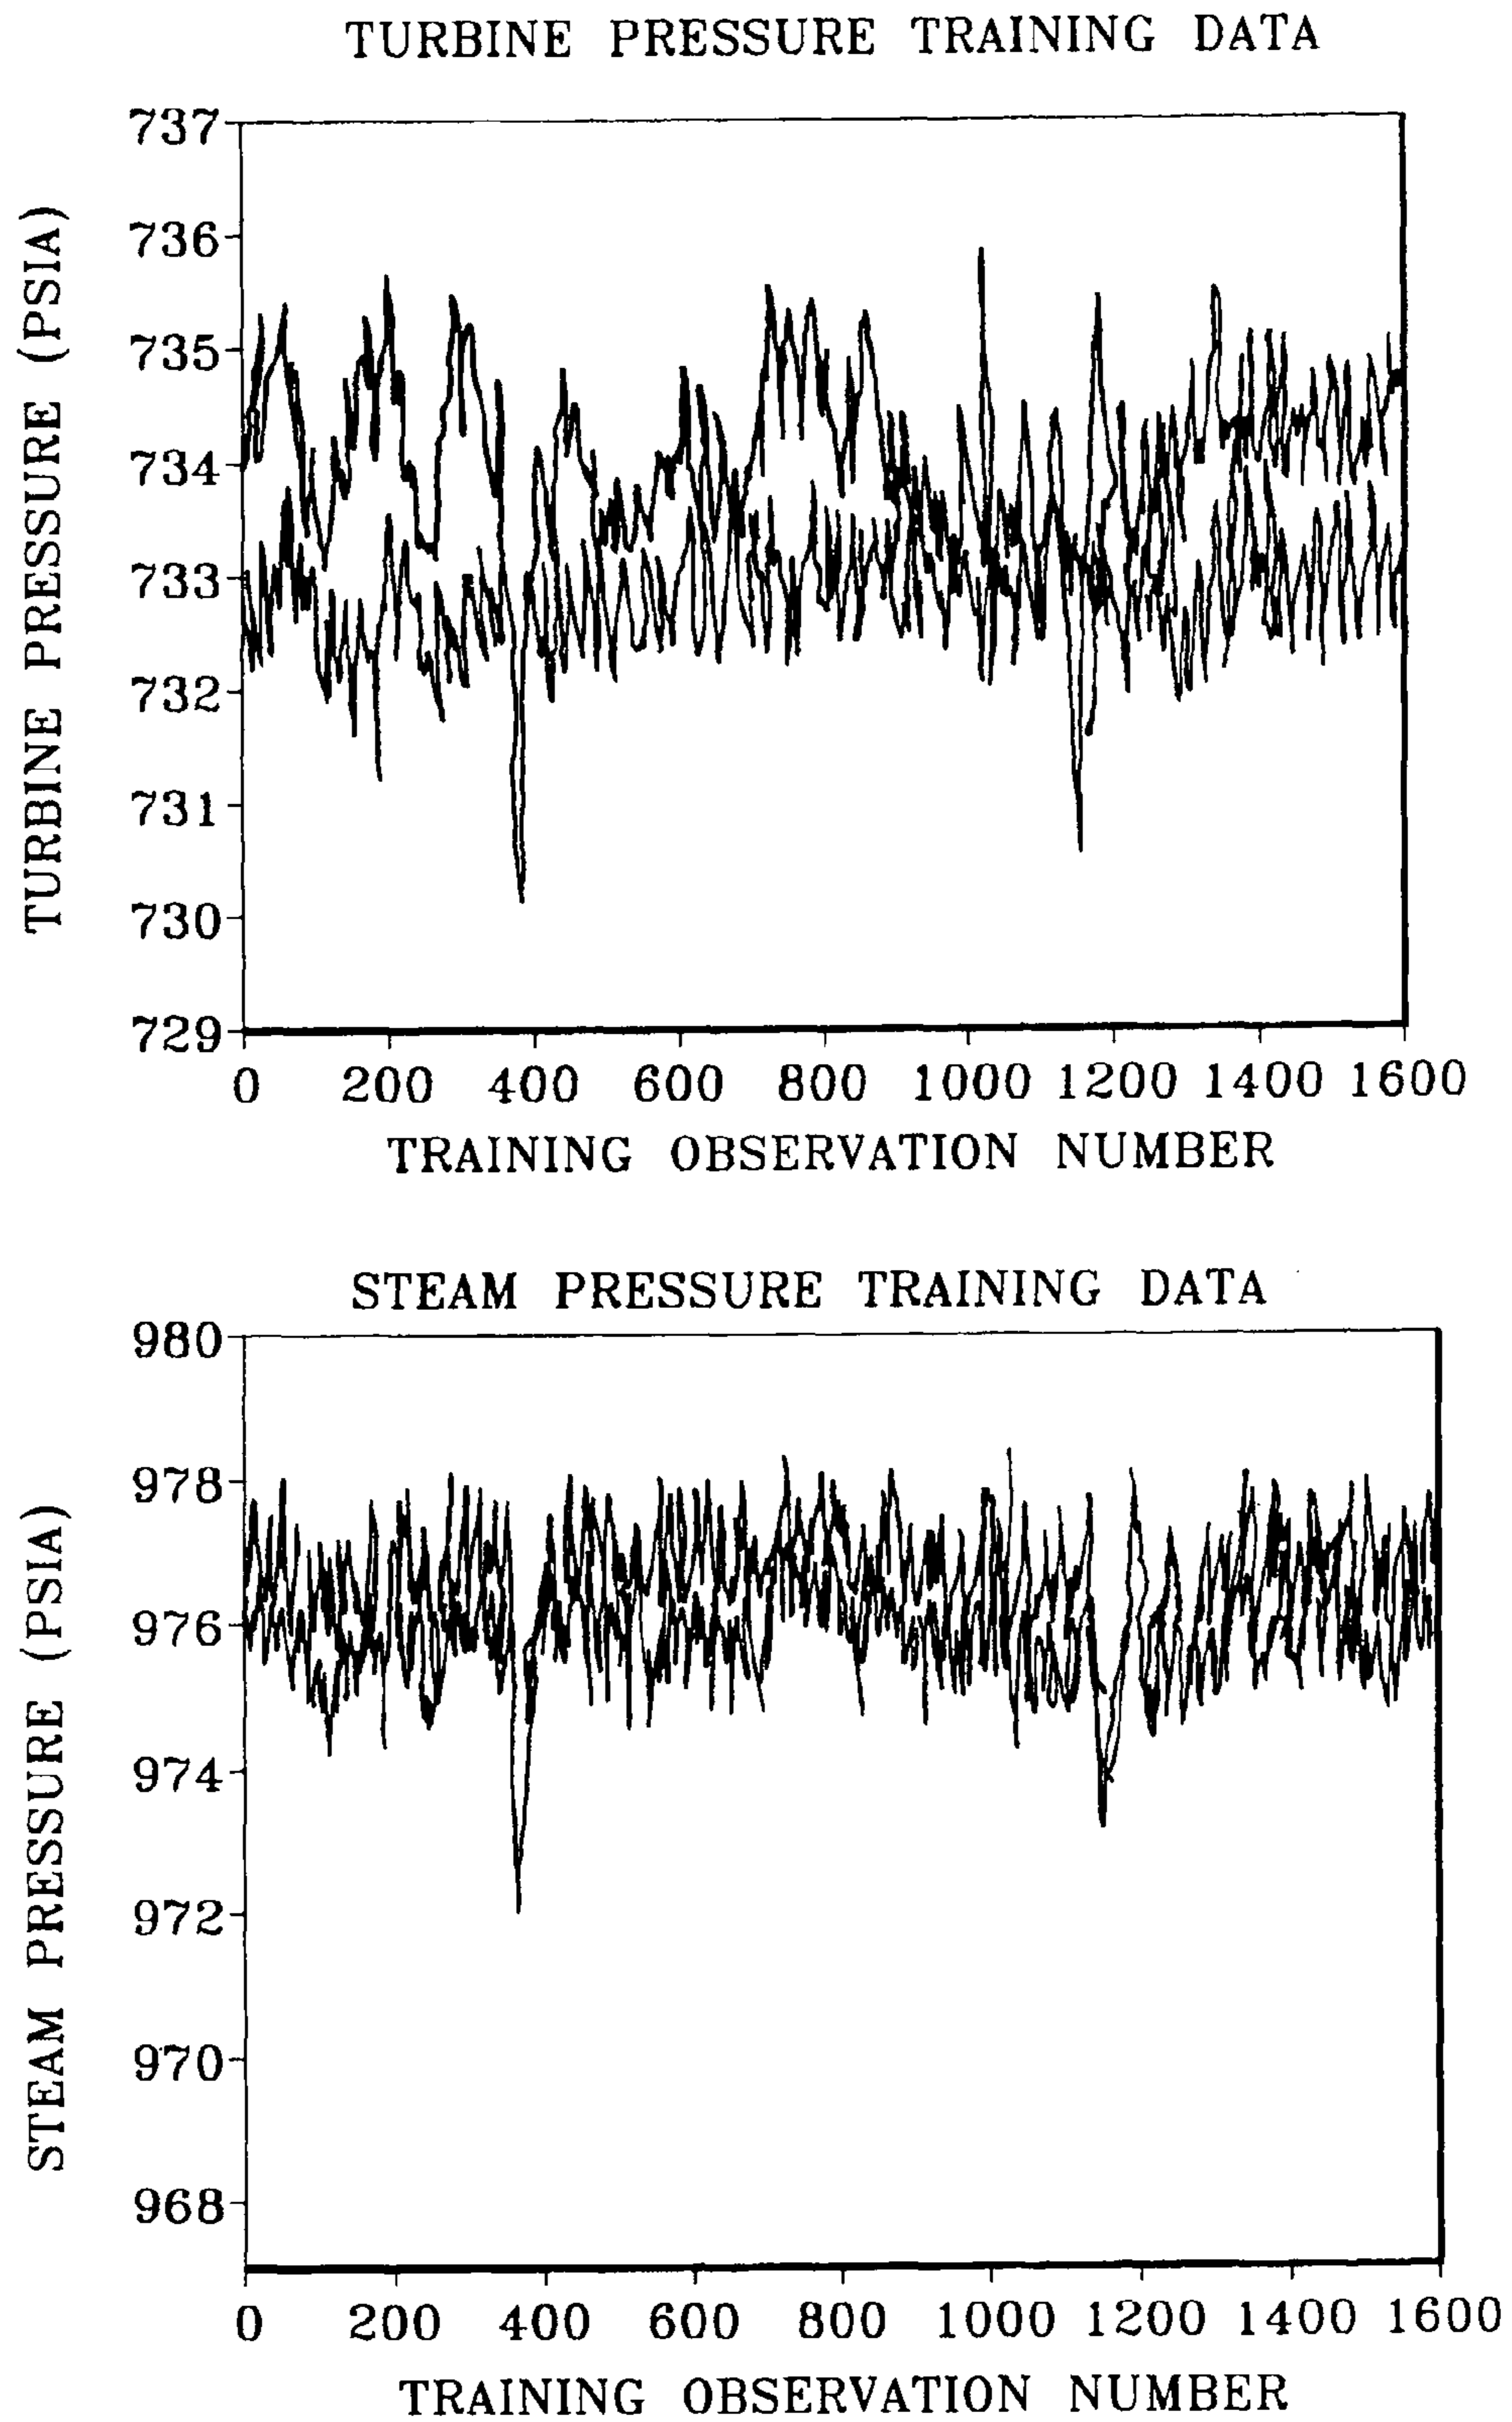 TURBINE PRESSURE TRAINING DATA
737
736
735
734
733
732
731
730
729
TURBINE PRESSURE (PSIA)
0 200 400 600 800 1000 1200 1400 1600
TRAINING OBSERVATION NUMBER
STEAM PRESSURE TRAINING DATA
980
978
976
974
972
970
968
STEAM PRESSURE (PSIA)
0 200 400 600 800 1000 1200 1400 1600
TRAINING OBSERVATION NUMBER